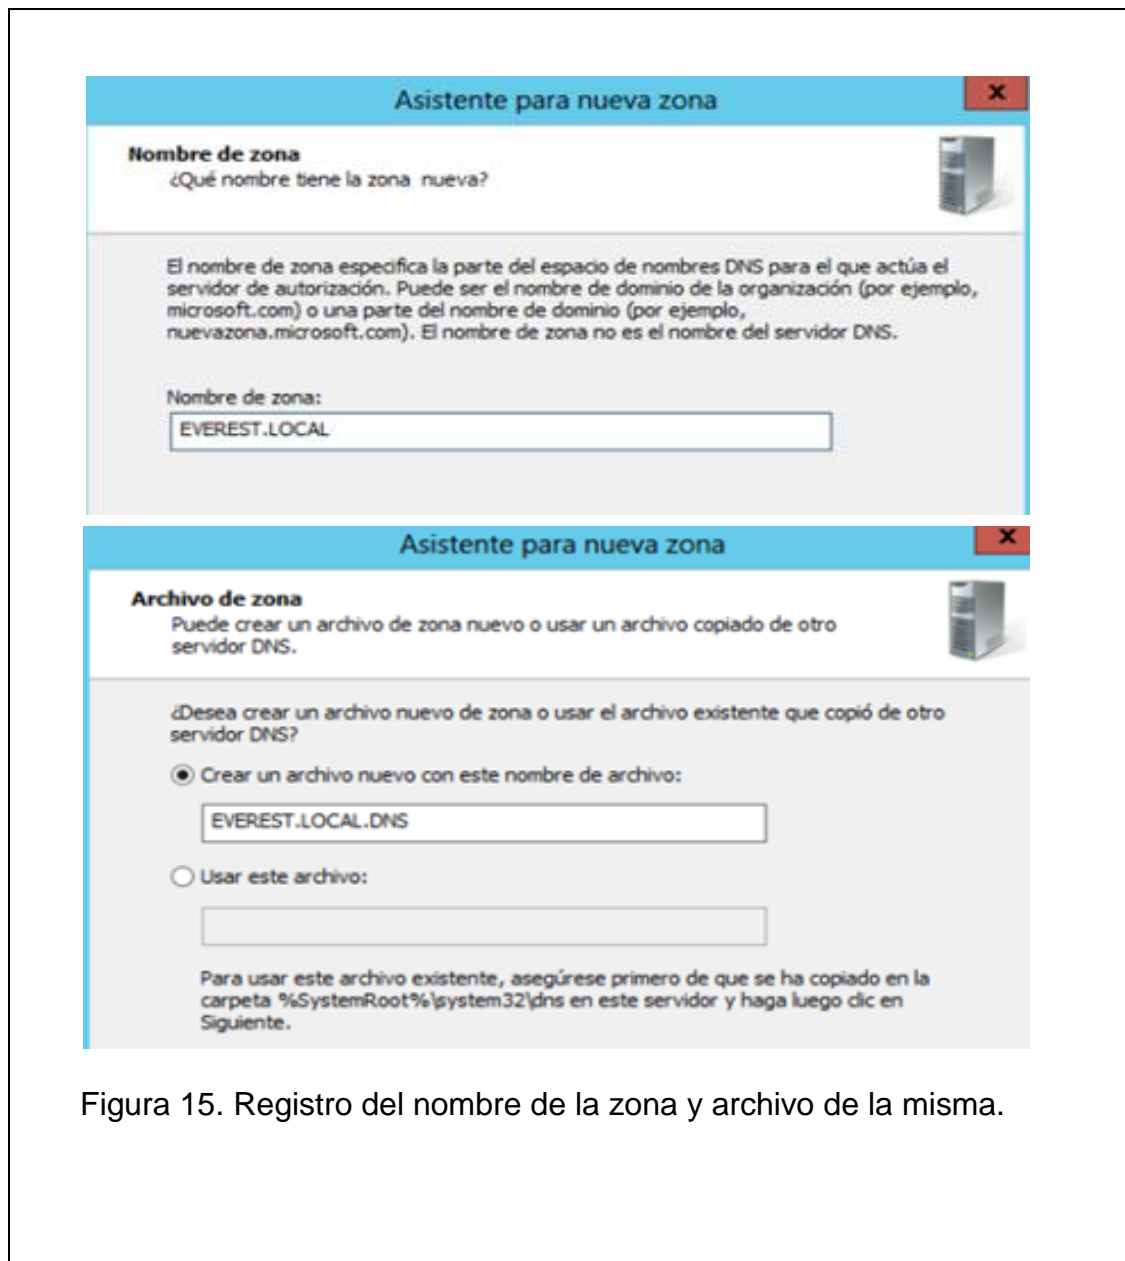 Asistente para nueva zona
x
Nombre de zona
¿Qué nombre tiene la zona nueva?
El nombre de zona especifica la parte del espacio de nombres DNS para el que actúa el
servidor de autorización. Puede ser el nombre de dominio de la organización (por ejemplo,
microsoft.com) o una parte del nombre de dominio (por ejemplo,
nuevazona.microsoft.com). El nombre de zona no es el nombre del servidor DNS.
Nombre de zona:
EVEREST.LOCAL
Asistente para nueva zona
x
Archivo de zona
Puede crear un archivo de zona nuevo o usar un archivo copiado de otro
servidor DNS.
¿Desea crear un archivo nuevo de zona o usar el archivo existente que copió de otro
servidor DNS?
Crear un archivo nuevo con este nombre de archivo:
EVEREST.LOCAL.DNS
Usar este archivo:
Para usar este archivo existente, asegúrese primero de que se ha copiado en la
carpeta %SystemRoot%\system32\dns en este servidor y haga luego clic en
Siguiente.
Figura 15. Registro del nombre de la zona y archivo de la misma.